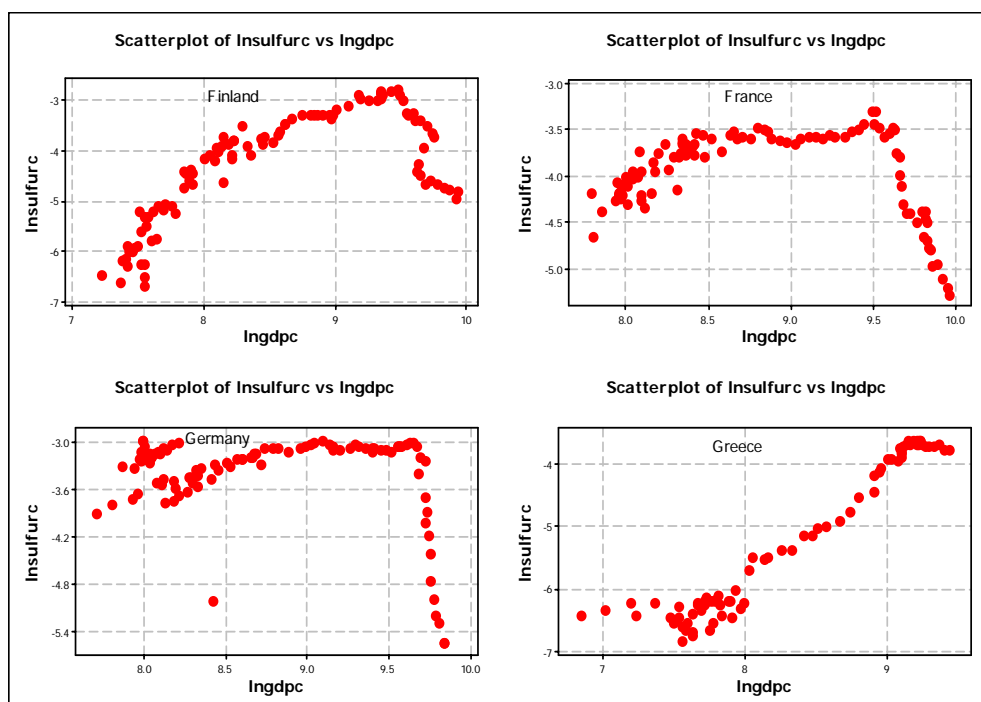 Scatterplot of lnsulfurc vs lngdpc
Finland
-3
-4
-5
-6
-7
lnsulfurc
7 8 9 10
lngdpc
Scatterplot of lnsulfurc vs lngdpc
France
-3.0
-3.5
-4.0
-4.5
-5.0
lnsulfurc
8.0 8.5 9.0 9.5 10.0
lngdpc
Scatterplot of lnsulfurc vs lngdpc
Germany
-3.0
-3.6
-4.2
-4.8
-5.4
lnsulfurc
8.0 8.5 9.0 9.5 10.0
lngdpc
Scatterplot of lnsulfurc vs lngdpc
Greece
-4
-5
-6
-7
lnsulfurc
7 8 9
lngdpc